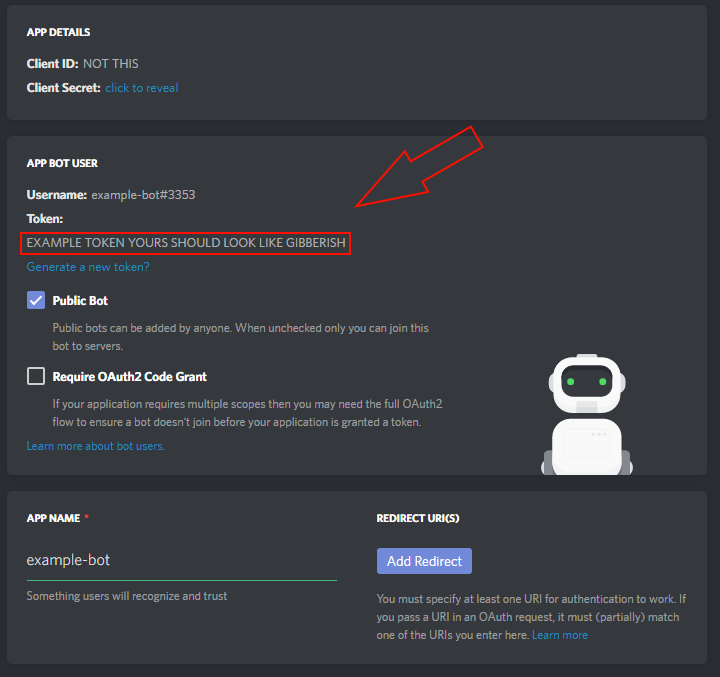 APP DETAILS
Client ID: NOT THIS
Client Secret: click to reveal
APP BOT USER
Username: example-bot#3353
Token:
EXAMPLE TOKEN YOURS SHOULD LOOK LIKE GIBBERISH
Generate a new token?
Public Bot
Public bots can be added by anyone. When unchecked only you can join this
bot to servers.
Require OAuth2 Code Grant
If your application requires multiple scopes then you may need the full OAuth2
flow to ensure a bot doesn't join before your application is granted a token.
Learn more about bot users.
APP NAME *
example-bot
Something users will recognize and trust
REDIRECT URI(S)
Add Redirect
You must specify at least one URI for authentication to work. If
you pass a URI in an OAuth request, it must (partially) match
one of the URIs you enter here. Learn more